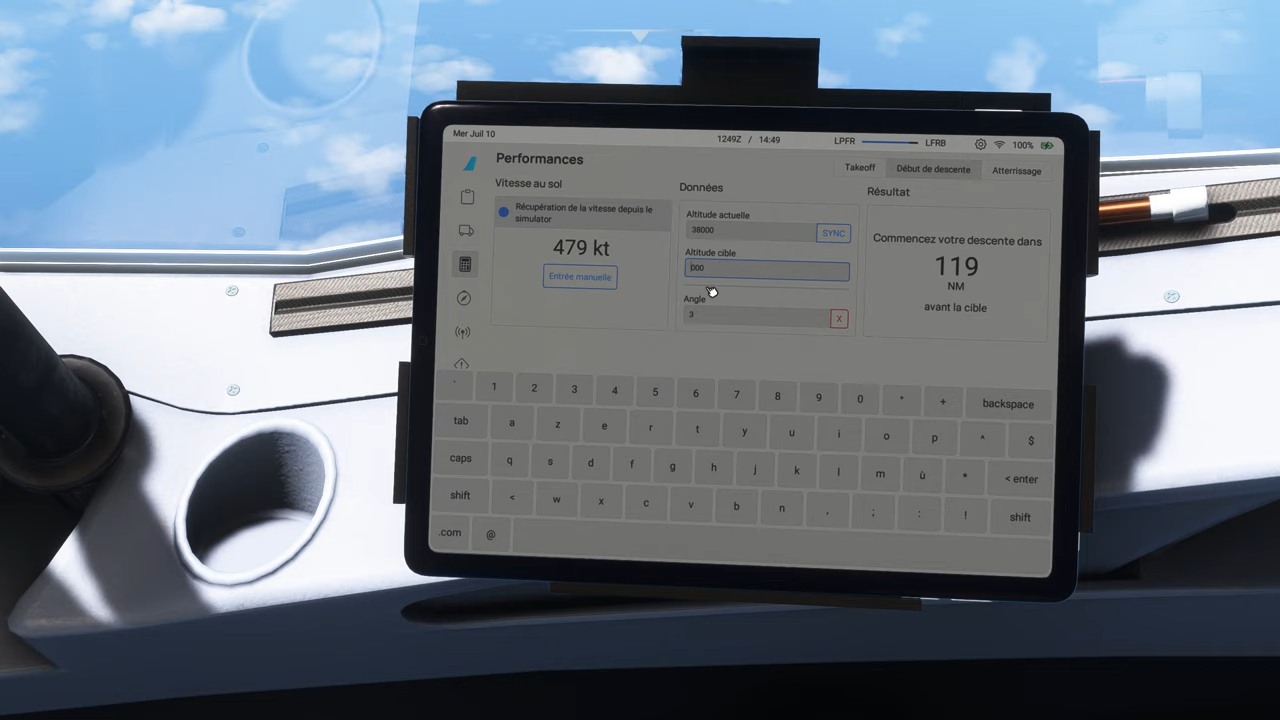 Mer Juil 10
1249Z / 14:49
LPFR LFRB
100%
Performances
Takeoff
Début de descente
Atterrissage
Vitesse au sol
Récupération de la vitesse depuis le
simulator
479 kt
Entrée manuelle
Données
Altitude actuelle
38000
SYNC
Altitude cible
000
Angle
3
X
Résultat
Commencez votre descente dans
119
NM
avant la cible
` 1 2 3 4 5 6 7 8 9 0 ° + backspace
tab a z e r t y u i o p ^ $
caps q s d f g h j k l m ù * < enter
shift < w x c v b n , ; : ! shift
.com @